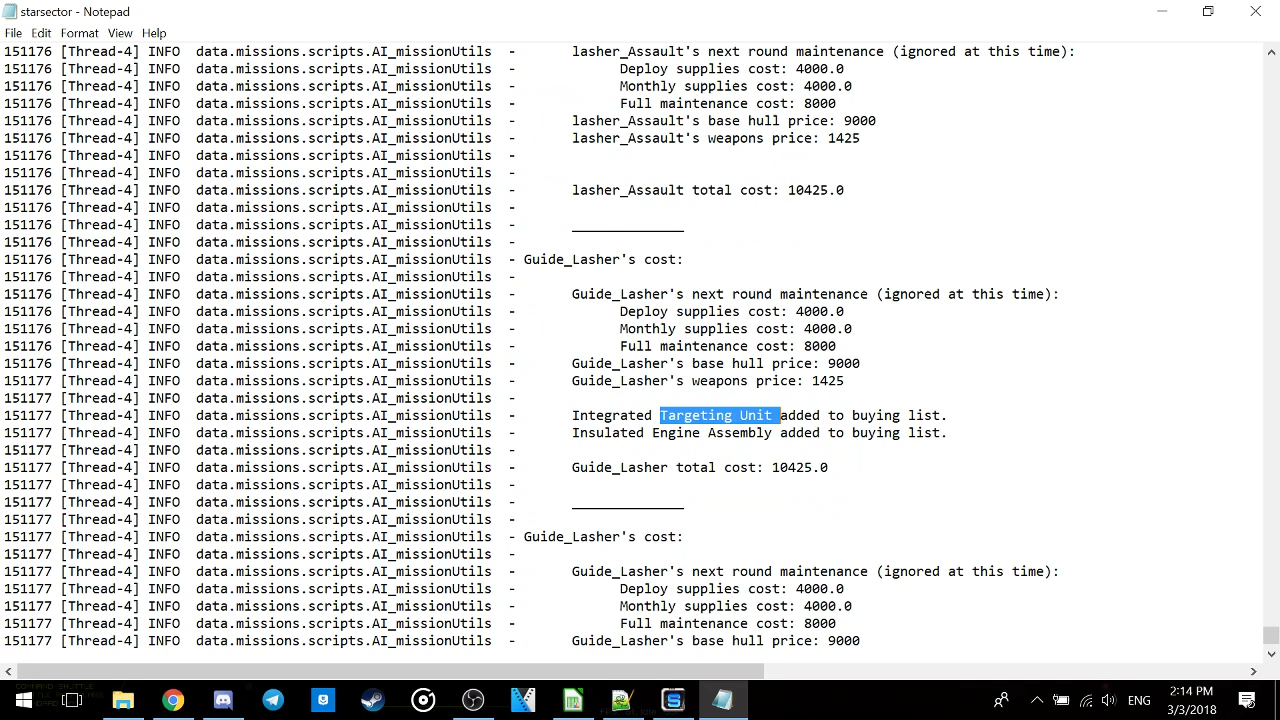 starsector - Notepad
File Edit Format View Help
151176 [Thread-4] INFO  data.missions.scripts.AI_missionUtils  -       lasher_Assault's next round maintenance (ignored at this time):
151176 [Thread-4] INFO  data.missions.scripts.AI_missionUtils  -             Deploy supplies cost: 4000.0
151176 [Thread-4] INFO  data.missions.scripts.AI_missionUtils  -             Monthly supplies cost: 4000.0
151176 [Thread-4] INFO  data.missions.scripts.AI_missionUtils  -             Full maintenance cost: 8000
151176 [Thread-4] INFO  data.missions.scripts.AI_missionUtils  -       lasher_Assault's base hull price: 9000
151176 [Thread-4] INFO  data.missions.scripts.AI_missionUtils  -       lasher_Assault's weapons price: 1425
151176 [Thread-4] INFO  data.missions.scripts.AI_missionUtils  -
151176 [Thread-4] INFO  data.missions.scripts.AI_missionUtils  -
151176 [Thread-4] INFO  data.missions.scripts.AI_missionUtils  -       lasher_Assault total cost: 10425.0
151176 [Thread-4] INFO  data.missions.scripts.AI_missionUtils  -
151176 [Thread-4] INFO  data.missions.scripts.AI_missionUtils  -       ______________
151176 [Thread-4] INFO  data.missions.scripts.AI_missionUtils  -
151176 [Thread-4] INFO  data.missions.scripts.AI_missionUtils  - Guide_Lasher's cost:
151176 [Thread-4] INFO  data.missions.scripts.AI_missionUtils  -
151176 [Thread-4] INFO  data.missions.scripts.AI_missionUtils  -       Guide_Lasher's next round maintenance (ignored at this time):
151176 [Thread-4] INFO  data.missions.scripts.AI_missionUtils  -             Deploy supplies cost: 4000.0
151176 [Thread-4] INFO  data.missions.scripts.AI_missionUtils  -             Monthly supplies cost: 4000.0
151176 [Thread-4] INFO  data.missions.scripts.AI_missionUtils  -             Full maintenance cost: 8000
151176 [Thread-4] INFO  data.missions.scripts.AI_missionUtils  -       Guide_Lasher's base hull price: 9000
151177 [Thread-4] INFO  data.missions.scripts.AI_missionUtils  -       Guide_Lasher's weapons price: 1425
151177 [Thread-4] INFO  data.missions.scripts.AI_missionUtils  -
151177 [Thread-4] INFO  data.missions.scripts.AI_missionUtils  -       Integrated Targeting Unit added to buying list.
151177 [Thread-4] INFO  data.missions.scripts.AI_missionUtils  -       Insulated Engine Assembly added to buying list.
151177 [Thread-4] INFO  data.missions.scripts.AI_missionUtils  -
151177 [Thread-4] INFO  data.missions.scripts.AI_missionUtils  -       Guide_Lasher total cost: 10425.0
151177 [Thread-4] INFO  data.missions.scripts.AI_missionUtils  -
151177 [Thread-4] INFO  data.missions.scripts.AI_missionUtils  -       ______________
151177 [Thread-4] INFO  data.missions.scripts.AI_missionUtils  -
151177 [Thread-4] INFO  data.missions.scripts.AI_missionUtils  - Guide_Lasher's cost:
151177 [Thread-4] INFO  data.missions.scripts.AI_missionUtils  -
151177 [Thread-4] INFO  data.missions.scripts.AI_missionUtils  -       Guide_Lasher's next round maintenance (ignored at this time):
151177 [Thread-4] INFO  data.missions.scripts.AI_missionUtils  -             Deploy supplies cost: 4000.0
151177 [Thread-4] INFO  data.missions.scripts.AI_missionUtils  -             Monthly supplies cost: 4000.0
151177 [Thread-4] INFO  data.missions.scripts.AI_missionUtils  -             Full maintenance cost: 8000
151177 [Thread-4] INFO  data.missions.scripts.AI_missionUtils  -       Guide_Lasher's base hull price: 9000
ENG
2:14 PM
3/3/2018